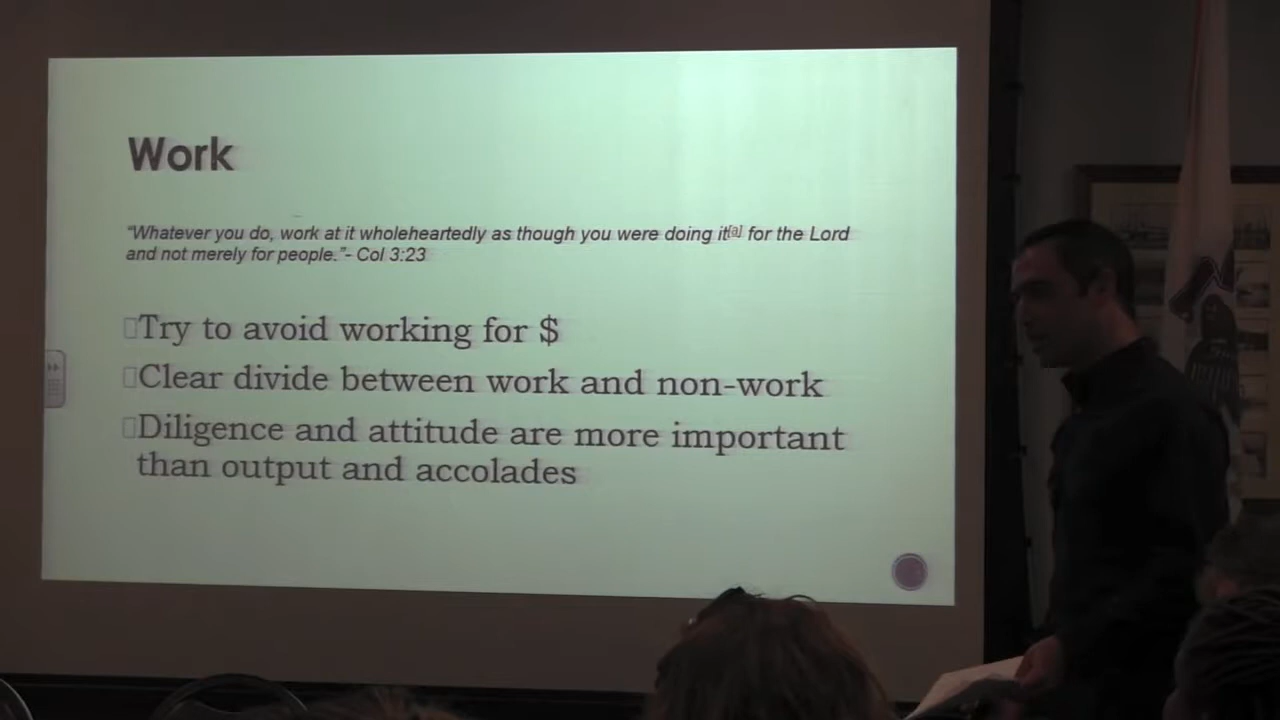 Work
“Whatever you do, work at it wholeheartedly as though you were doing it[a] for the Lord
and not merely for people.”- Col 3:23
Try to avoid working for $
Clear divide between work and non-work
Diligence and attitude are more important
than output and accolades